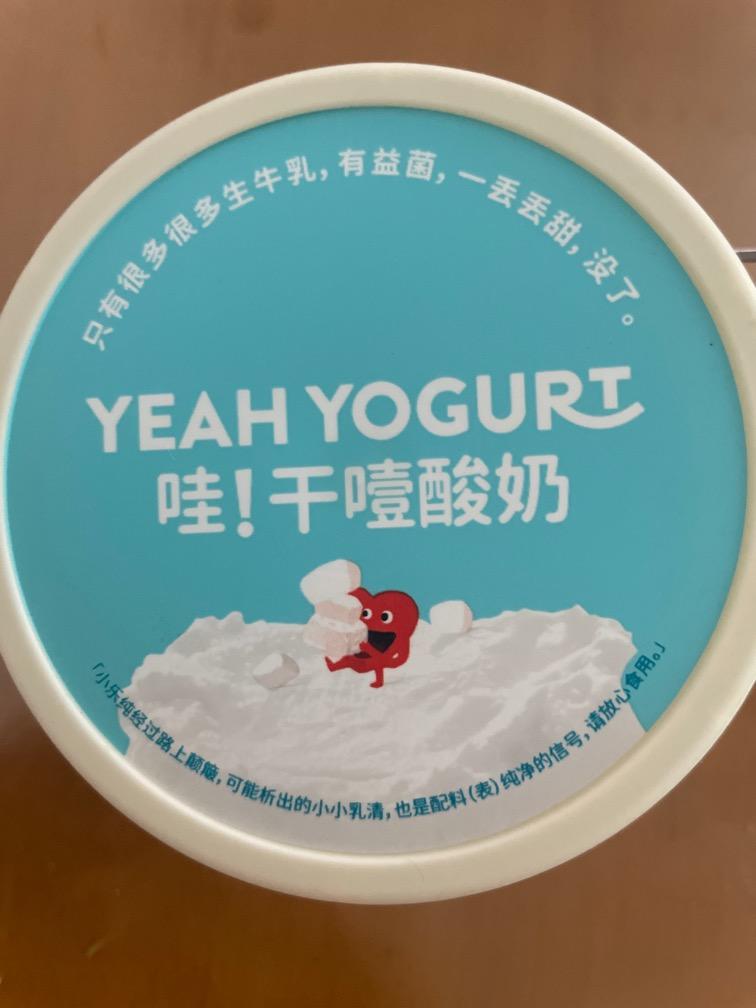 只有很多很多生牛乳,有益菌,一丢丢甜,没了。
YEAH YOGURT
哇!干噎酸奶
「小乐纯经过路上颠簸,可能析出的小小乳清,也是配料(表)纯净的信号,请放心食用。」